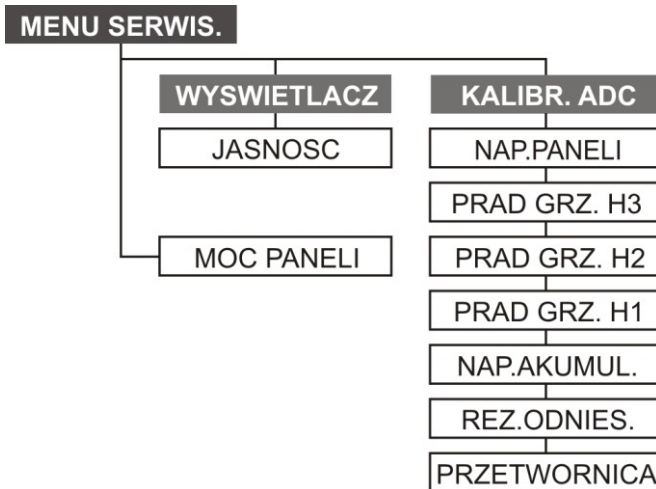 MENU SERWIS.
WYSWIETLACZ
JASNOSC
MOC PANELI
KALIBR. ADC
NAP.PANELI
PRAD GRZ. H3
PRAD GRZ. H2
PRAD GRZ. H1
NAP.AKUMUL.
REZ.ODNIES.
PRZETWORNICA